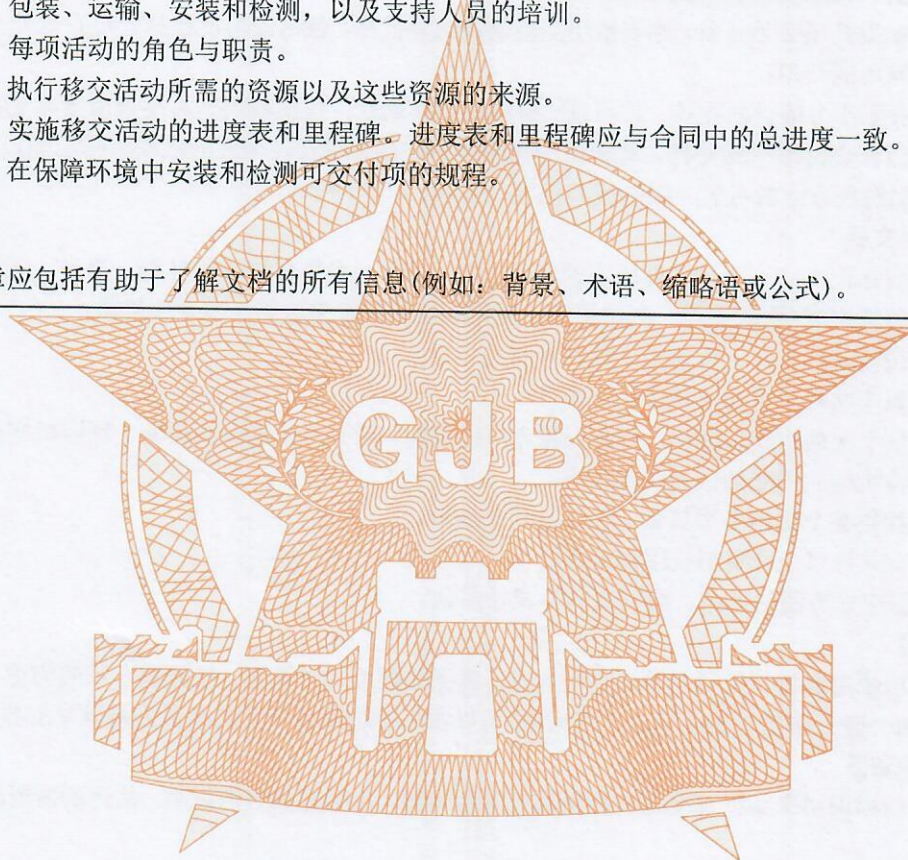 包装、运输、安装和检测，以及支持人员的培训。
每项活动的角色与职责。
执行移交活动所需的资源以及这些资源的来源。
实施移交活动的进度表和里程碑。进度表和里程碑应与合同中的总进度一致。
在保障环境中安装和检测可交付项的规程。
应包括有助于了解文档的所有信息(例如：背景、术语、缩略语或公式)。
GJB